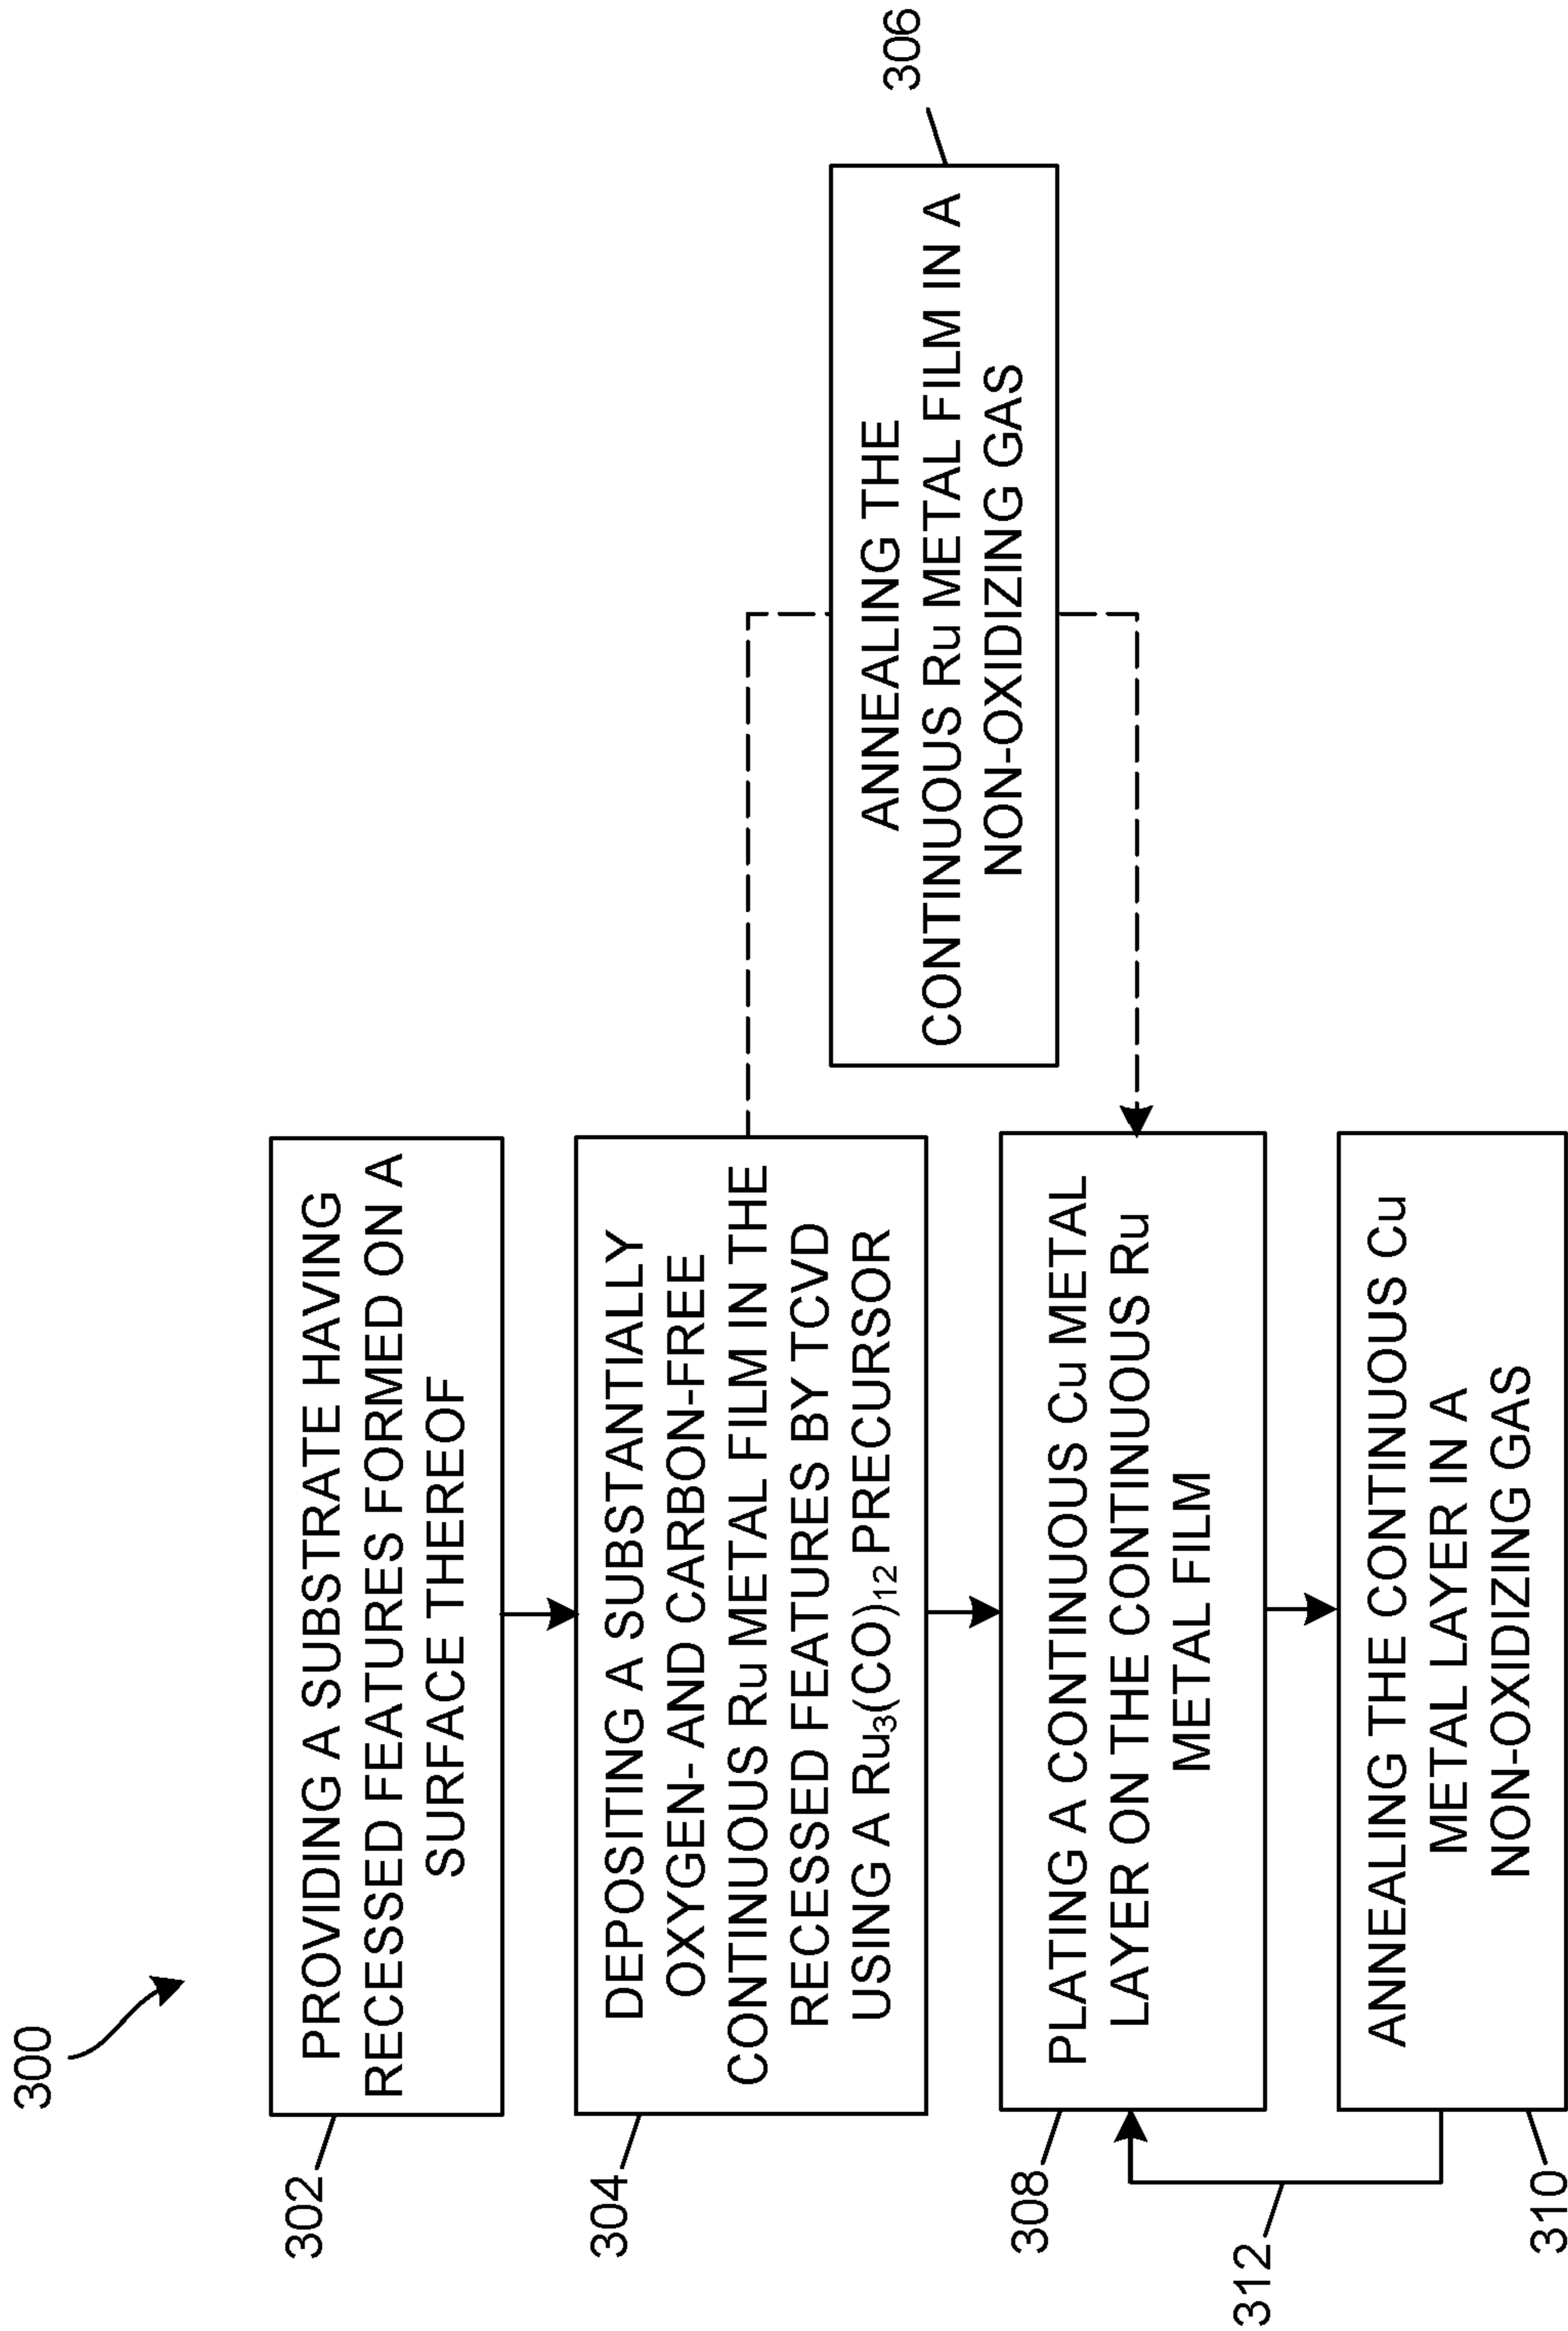 300
302
PROVIDING A SUBSTRATE HAVING
RECESSED FEATURES FORMED ON A
SURFACE THEREOF
304
DEPOSITING A SUBSTANTIALLY
OXYGEN- AND CARBON-FREE
CONTINUOUS Ru METAL FILM IN THE
RECESSED FEATURES BY TCVD
USING A Ru₃(CO)₁₂ PRECURSOR
306
ANNEALING THE
CONTINUOUS Ru METAL FILM IN A
NON-OXIDIZING GAS
308
PLATING A CONTINUOUS Cu METAL
LAYER ON THE CONTINUOUS Ru
METAL FILM
312
310
ANNEALING THE CONTINUOUS Cu
METAL LAYER IN A
NON-OXIDIZING GAS